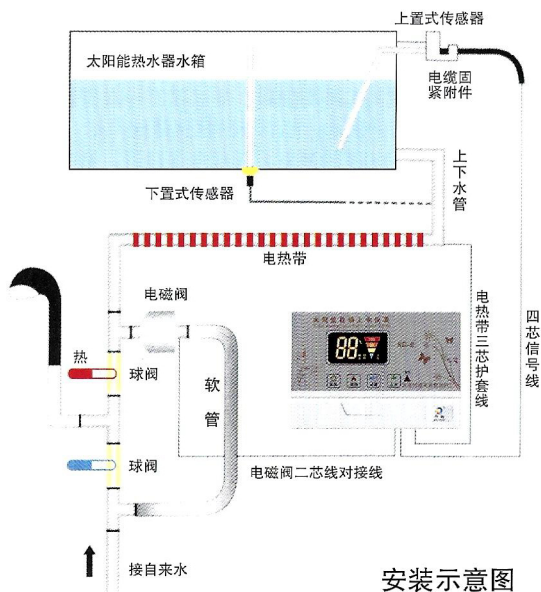 上置式传感器
太阳能热水器水箱
电缆固
紧附件
上下水管
下置式传感器
电热带
电磁阀
电热带三芯护套线
四芯信号线
88
热
球阀
软管
球阀
电磁阀二芯线对接线
接自来水
安装示意图